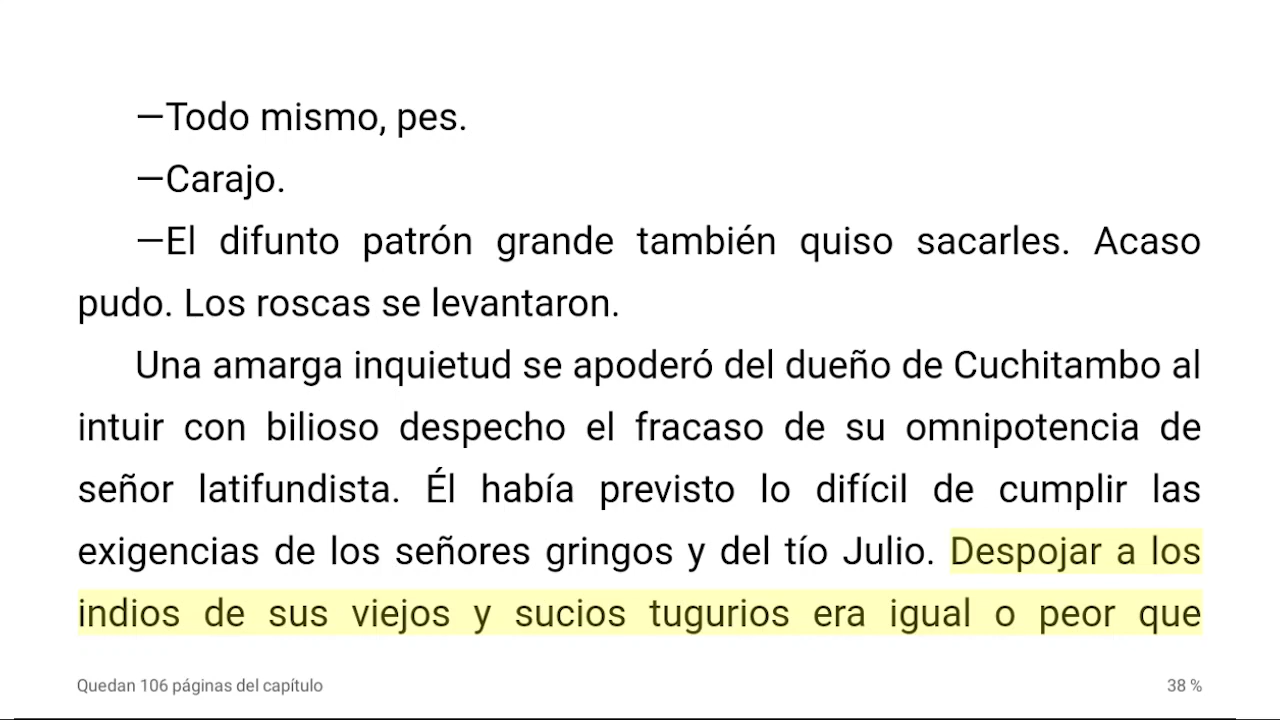 —Todo mismo, pes.
—Carajo.
—El difunto patrón grande también quiso sacarles. Acaso
pudo. Los roscas se levantaron.
Una amarga inquietud se apoderó del dueño de Cuchitambo al
intuir con bilioso despecho el fracaso de su omnipotencia de
señor latifundista. Él había previsto lo difícil de cumplir las
exigencias de los señores gringos y del tío Julio. Despojar a los
indios de sus viejos y sucios tugurios era igual o peor que
Quedan 106 páginas del capítulo
38 %